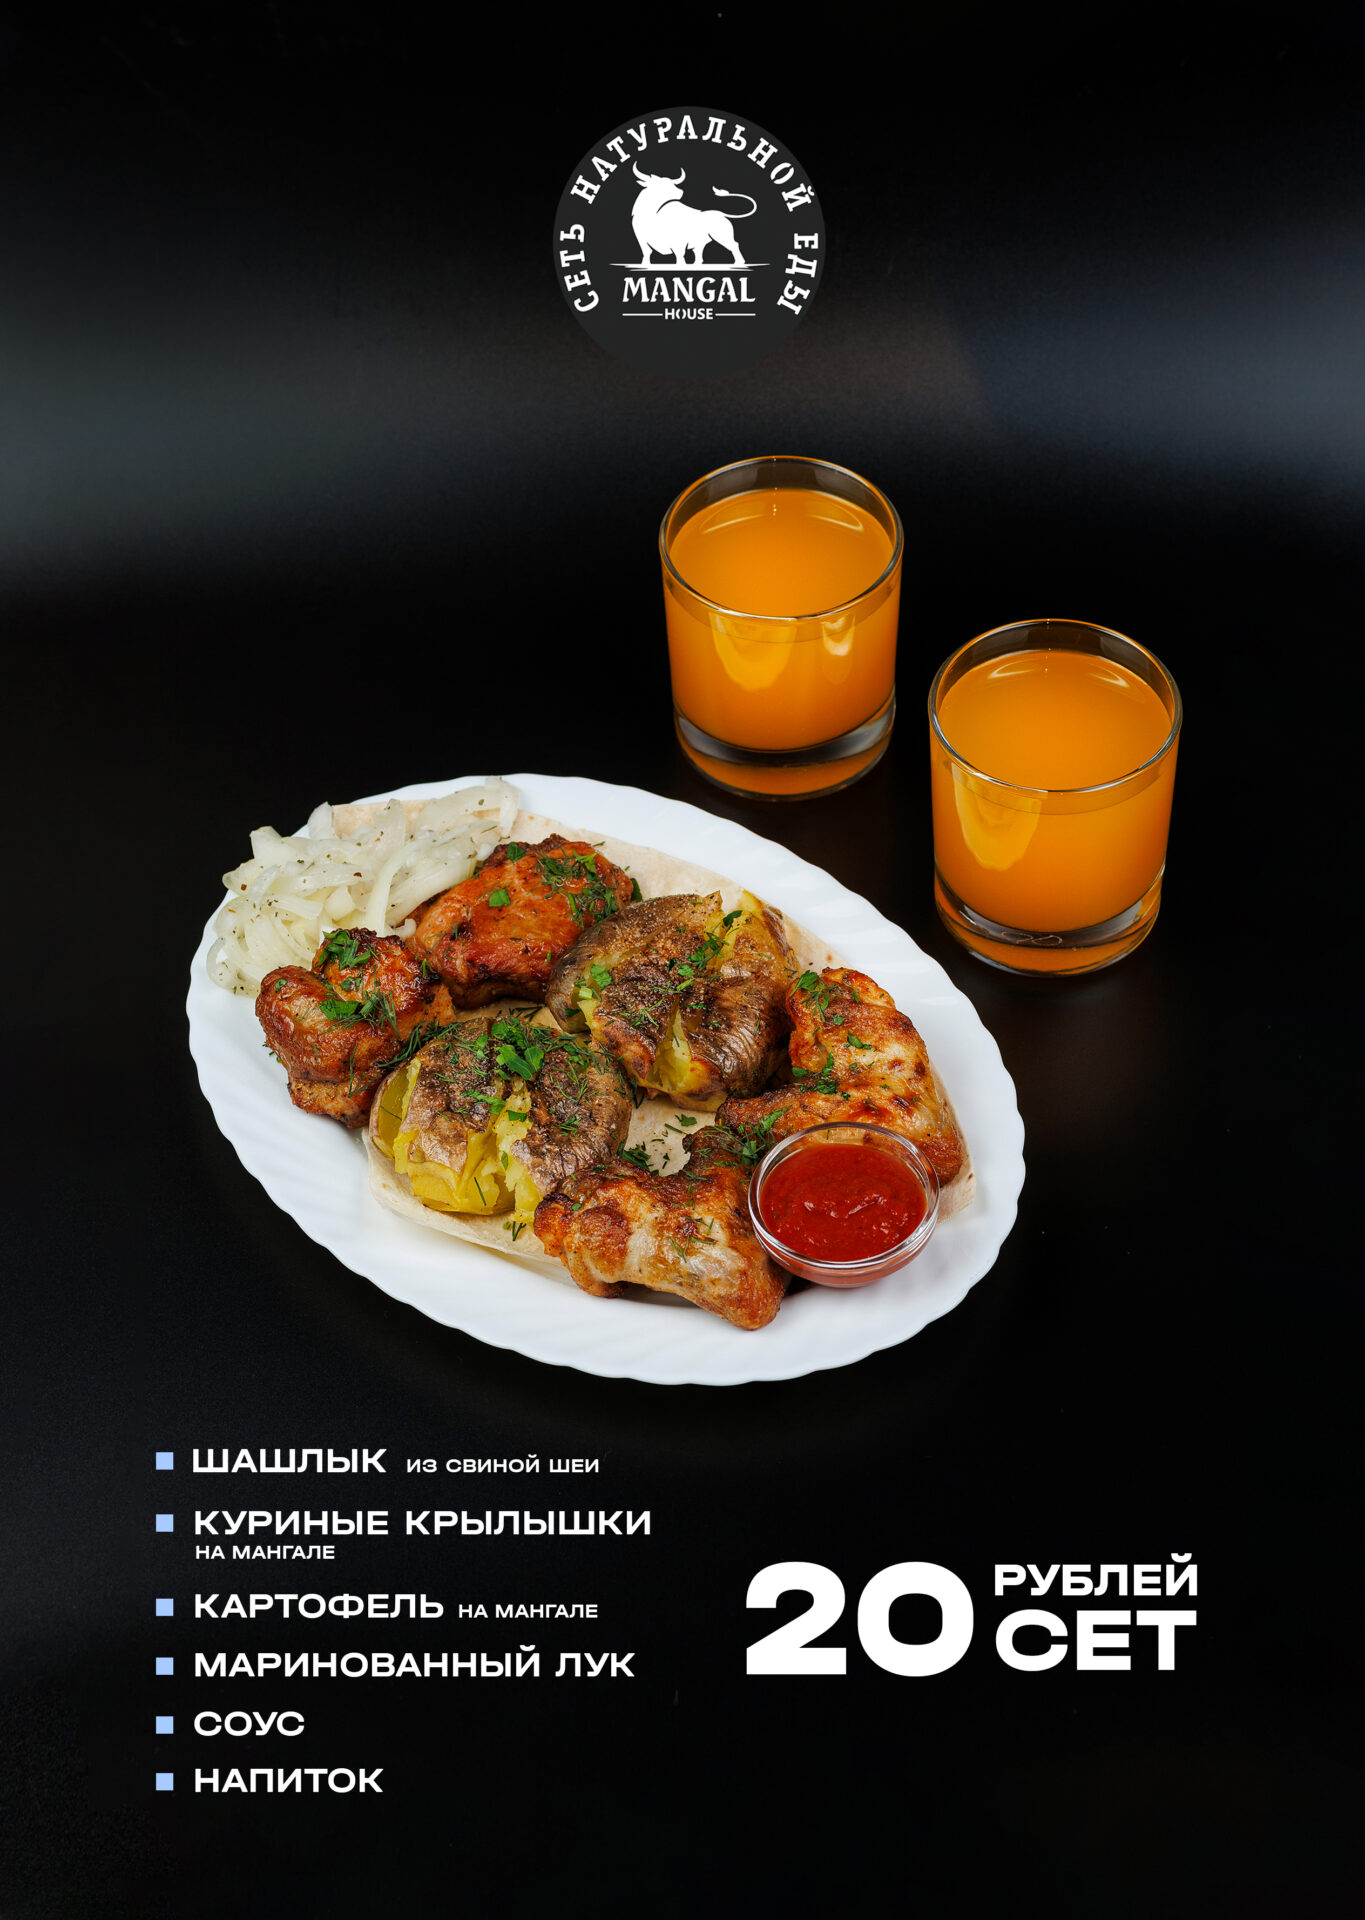 СЕТЬ НАТУРАЛЬНОЙ ЕДЫ
MANGAL
HOUSE
ШАШЛЫК ИЗ СВИНОЙ ШЕИ
КУРИНЫЕ КРЫЛЫШКИ
НА МАНГАЛЕ
КАРТОФЕЛЬ НА МАНГАЛЕ
МАРИНОВАННЫЙ ЛУК
СОУС
НАПИТОК
20 РУБЛЕЙ
СЕТ